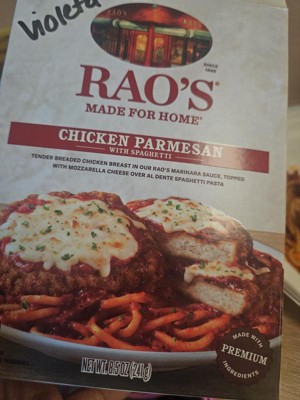 Violeta
RAO'S
SINCE
1896
RAO'S®
MADE FOR HOME®
CHICKEN PARMESAN
WITH SPAGHETTI
TENDER BREADED CHICKEN BREAST IN OUR RAO'S MARINARA SAUCE, TOPPED
WITH MOZZARELLA CHEESE OVER AL DENTE SPAGHETTI PASTA
MADE WITH
PREMIUM
INGREDIENTS
NET WT. 8.5 OZ (241g)